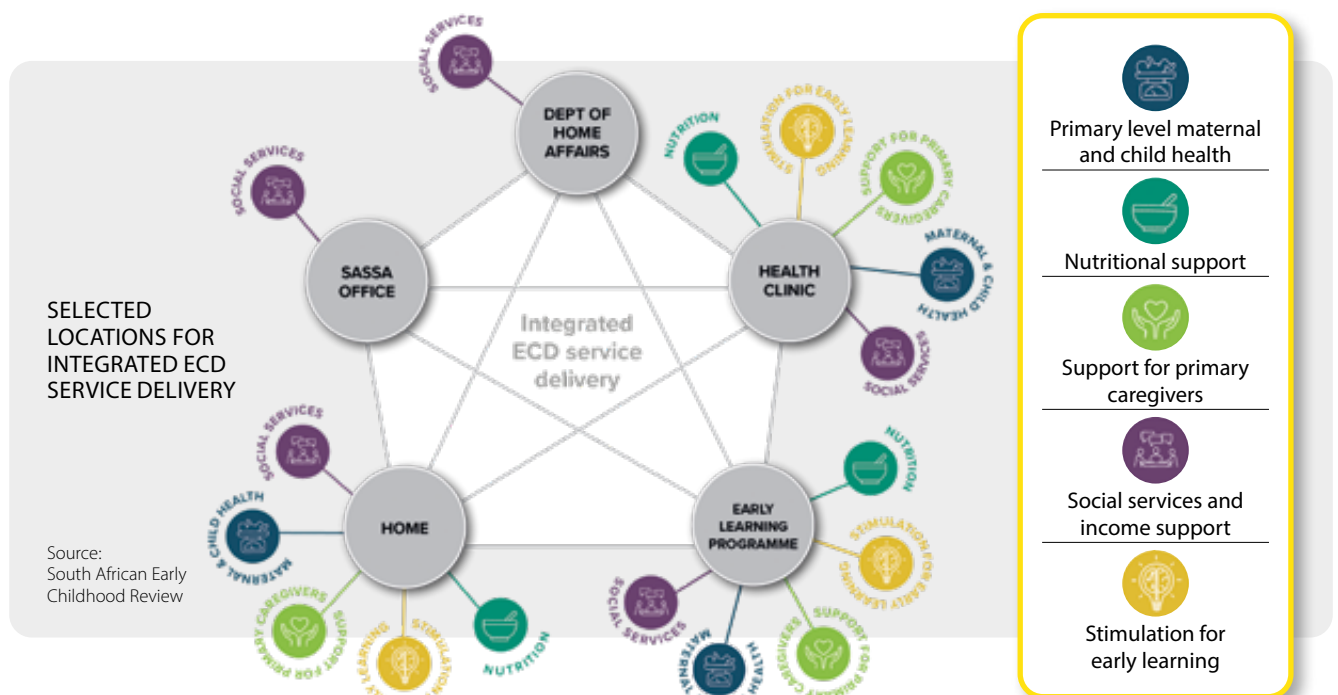 SOCIAL SERVICES
DEPT OF
HOME
AFFAIRS
NUTRITION
STIMULATION FOR EARLY
LEARNING
SUPPORT FOR PRIMARY
CAREGIVERS
MATERNAL & CHILD
HEALTH
SOCIAL SERVICES
HEALTH
CLINIC
SOCIAL SERVICES
SASSA
OFFICE
Integrated
ECD service
delivery
SELECTED
LOCATIONS FOR
INTEGRATED ECD
SERVICE DELIVERY
SOCIAL SERVICES
& CHILD HEALTH
MATERNAL
HOME
SUPPORT FOR PRIMARY CAREGIVERS
STIMULATION
LEARNING
NUTRITION
EARLY
LEARNING
PROGRAMME
NUTRITION
STIMULATION FOR EARLY LEARNING
SUPPORT FOR PRIMARY
CAREGIVERS
MATERNAL
HEALTH
SOCIAL SERVICES
Source:
South African Early
Childhood Review
Primary level maternal
and child health
Nutritional support
Support for primary
caregivers
Social services and
income support
Stimulation for
early learning